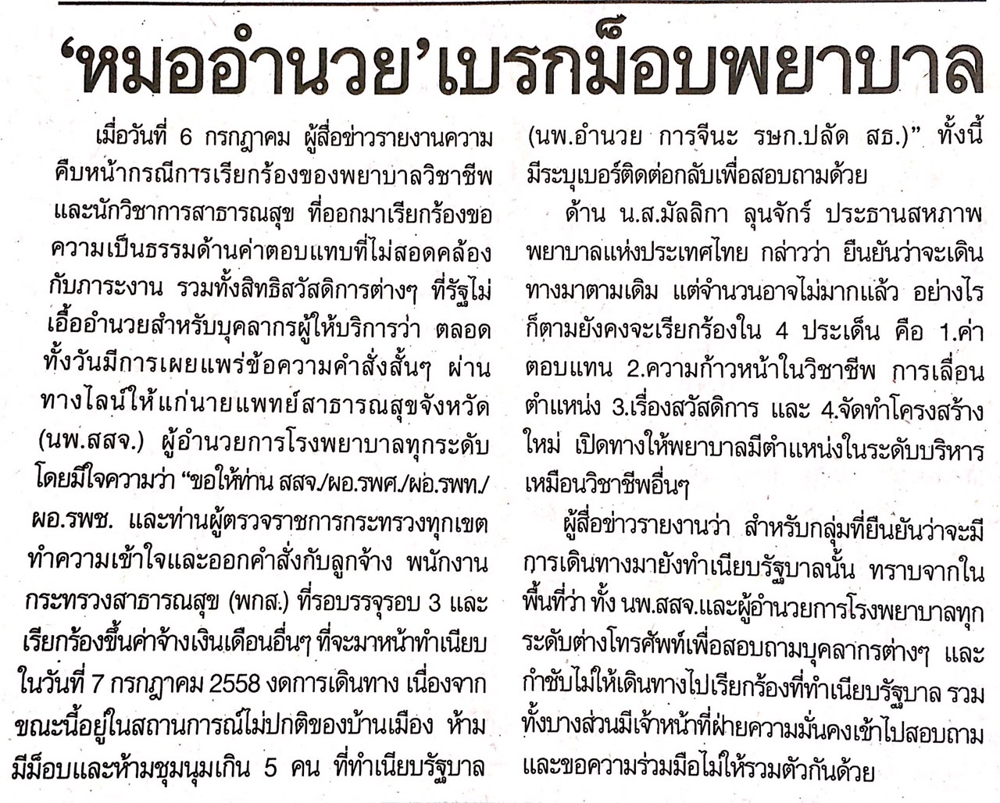 ‘หมออำนวย’เบรกม็อบพยาบาล
เมื่อวันที่ 6 กรกฎาคม ผู้สื่อข่าวรายงานความ
คืบหน้ากรณีการเรียกร้องของพยาบาลวิชาชีพ
และนักวิชาการสาธารณสุข ที่ออกมาเรียกร้องขอ
ความเป็นธรรมด้านค่าตอบแทบที่ไม่สอดคล้อง
กับภาระงาน รวมทั้งสิทธิสวัสดิการต่างๆ ที่รัฐไม่
เอื้ออำนวยสำหรับบุคลากรผู้ให้บริการว่า ตลอด
ทั้งวันมีการเผยแพร่ข้อความคำสั่งสั้นๆ ผ่าน
ทางไลน์ให้แก่นายแพทย์สาธารณสุขจังหวัด
(นพ.สสจ.) ผู้อำนวยการโรงพยาบาลทุกระดับ
โดยมีใจความว่า “ขอให้ท่าน สสจ./ผอ.รพศ./ผอ.รพท./
ผอ.รพช. และท่านผู้ตรวจราชการกระทรวงทุกเขต
ทำความเข้าใจและออกคำสั่งกับลูกจ้าง พนักงาน
กระทรวงสาธารณสุข (พกส.) ที่รอบรรจุรอบ 3 และ
เรียกร้องขึ้นค่าจ้างเงินเดือนอื่นๆ ที่จะมาหน้าทำเนียบ
ในวันที่ 7 กรกฎาคม 2558 งดการเดินทาง เนื่องจาก
ขณะนี้อยู่ในสถานการณ์ไม่ปกติของบ้านเมือง ห้าม
มีม็อบและห้ามชุมนุมเกิน 5 คน ที่ทำเนียบรัฐบาล
(นพ.อำนวย การจีนะ รษก.ปลัด สธ.)” ทั้งนี้
มีระบุเบอร์ติดต่อกลับเพื่อสอบถามด้วย
ด้าน น.ส.มัลลิกา ลุนจักร์ ประธานสหภาพ
พยาบาลแห่งประเทศไทย กล่าวว่า ยืนยันว่าจะเดิน
ทางมาตามเดิม แต่จำนวนอาจไม่มากแล้ว อย่างไร
ก็ตามยังคงจะเรียกร้องใน 4 ประเด็น คือ 1.ค่า
ตอบแทน 2.ความก้าวหน้าในวิชาชีพ การเลื่อน
ตำแหน่ง 3.เรื่องสวัสดิการ และ 4.จัดทำโครงสร้าง
ใหม่ เปิดทางให้พยาบาลมีตำแหน่งในระดับบริหาร
เหมือนวิชาชีพอื่นๆ
ผู้สื่อข่าวรายงานว่า สำหรับกลุ่มที่ยืนยันว่าจะมี
การเดินทางมายังทำเนียบรัฐบาลนั้น ทราบจากใน
พื้นที่ว่า ทั้ง นพ.สสจ.และผู้อำนวยการโรงพยาบาลทุก
ระดับต่างโทรศัพท์เพื่อสอบถามบุคลากรต่างๆ และ
กำชับไม่ให้เดินทางไปเรียกร้องที่ทำเนียบรัฐบาล รวม
ทั้งบางส่วนมีเจ้าหน้าที่ฝ่ายความมั่นคงเข้าไปสอบถาม
และขอความร่วมมือไม่ให้รวมตัวกันด้วย